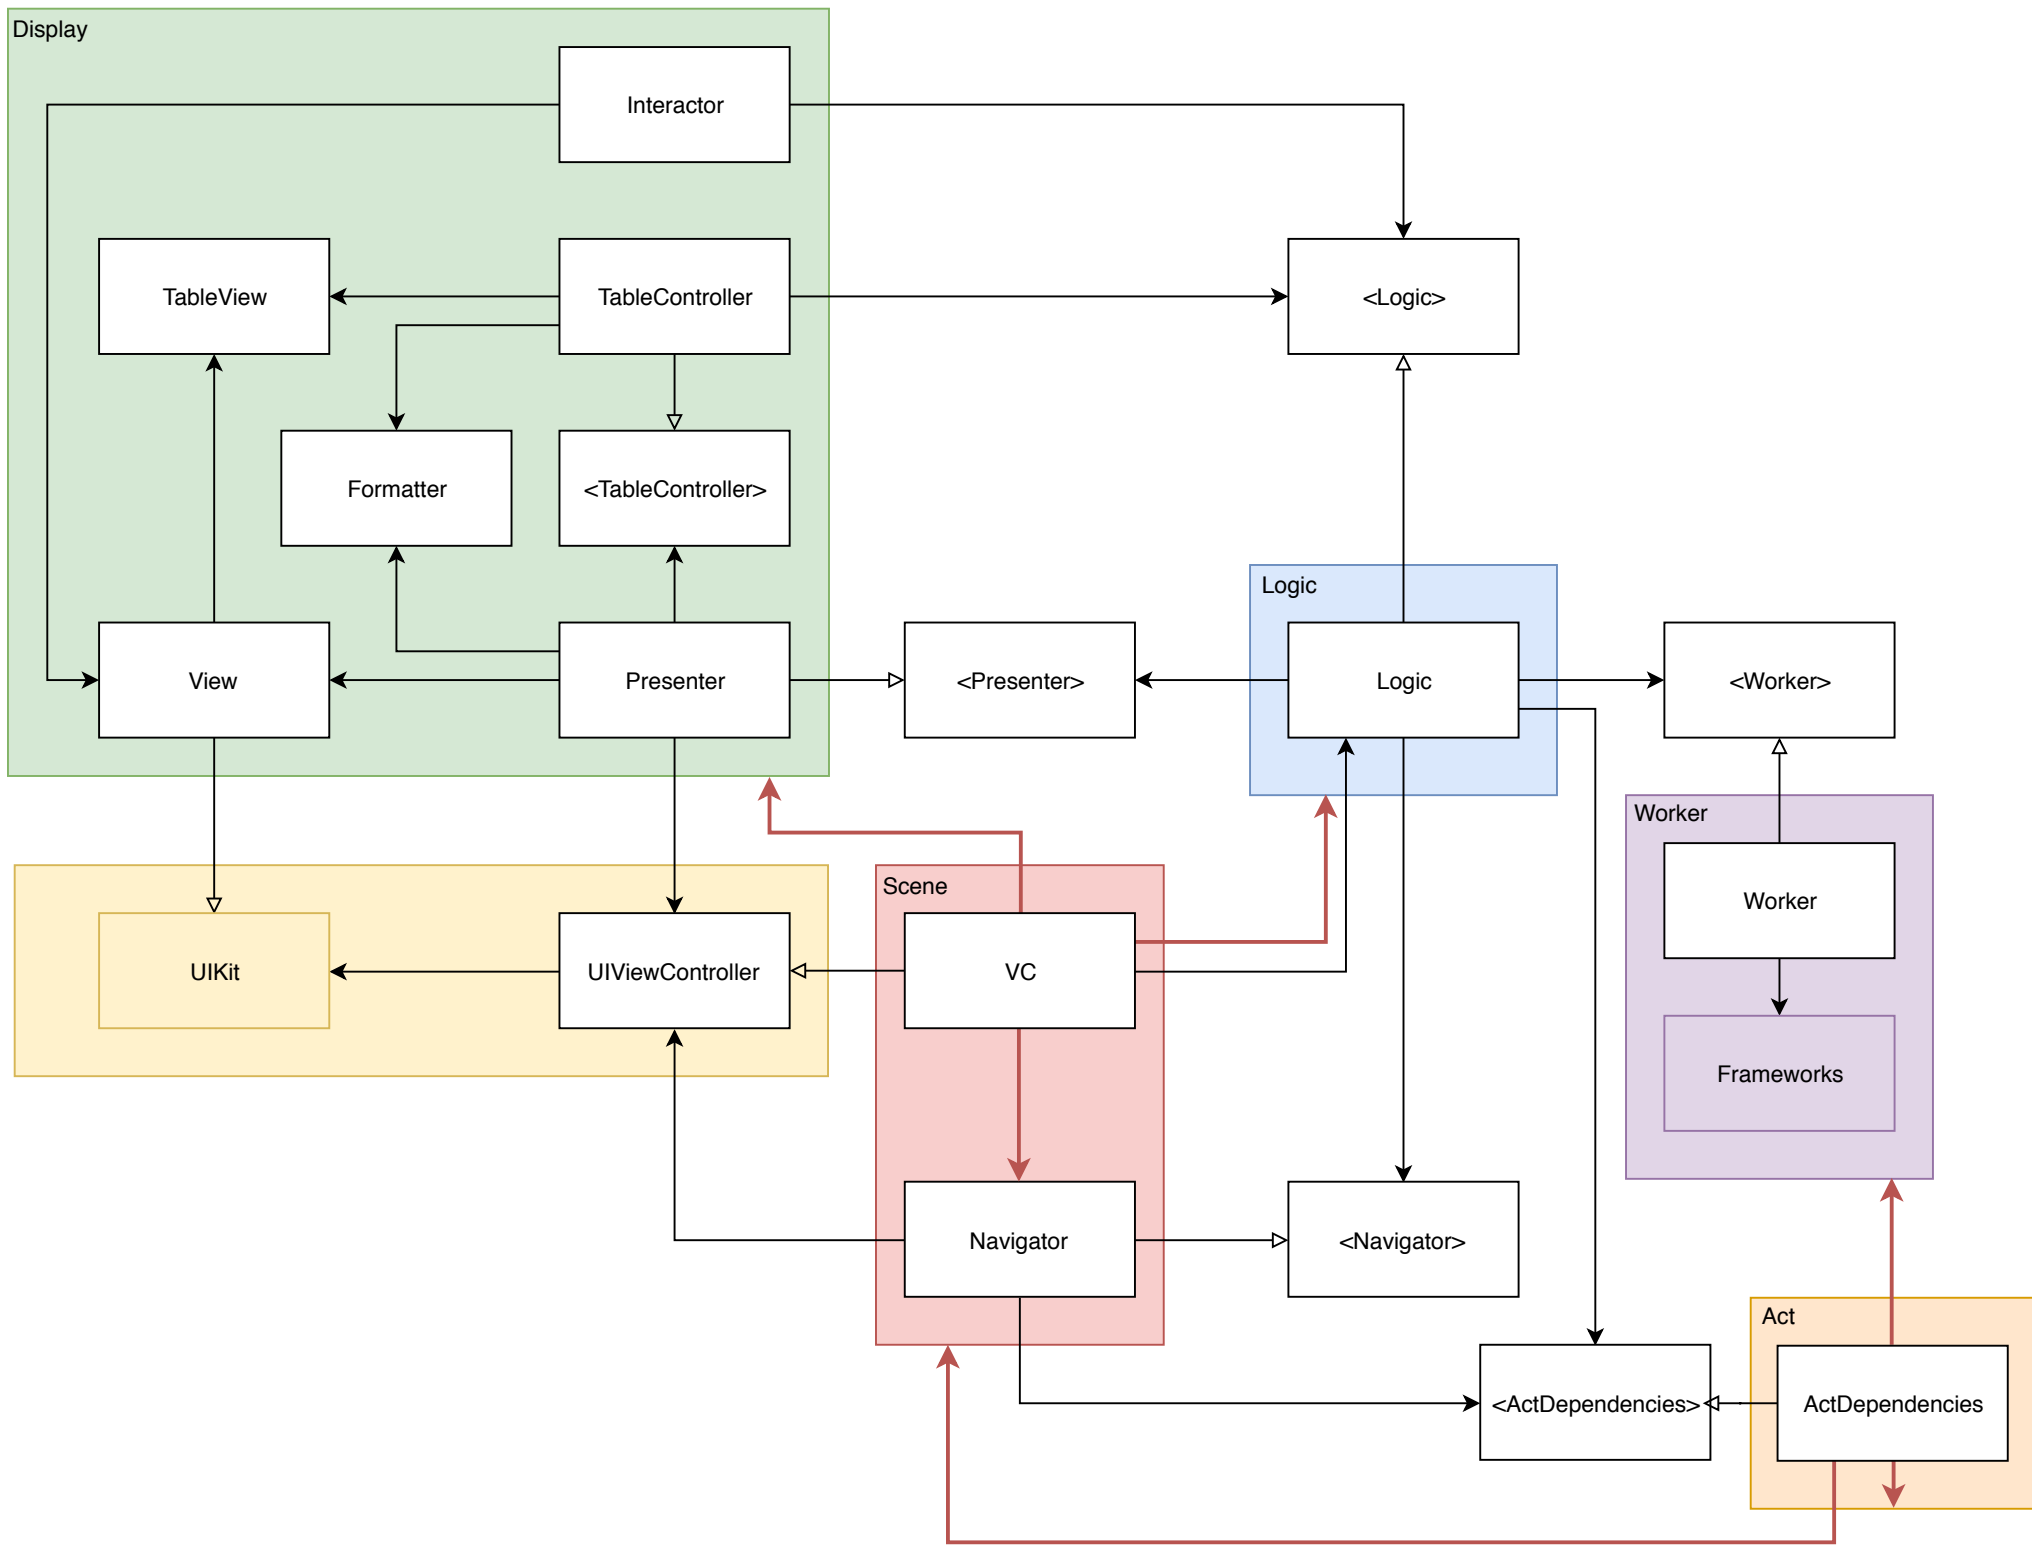 Display
Interactor
TableView
TableController
<Logic>
Formatter
<TableController>
Logic
View
Presenter
<Presenter>
Logic
<Worker>
Worker
Worker
Scene
UIKit
UIViewController
VC
Frameworks
Navigator
<Navigator>
Act
<ActDependencies>
ActDependencies